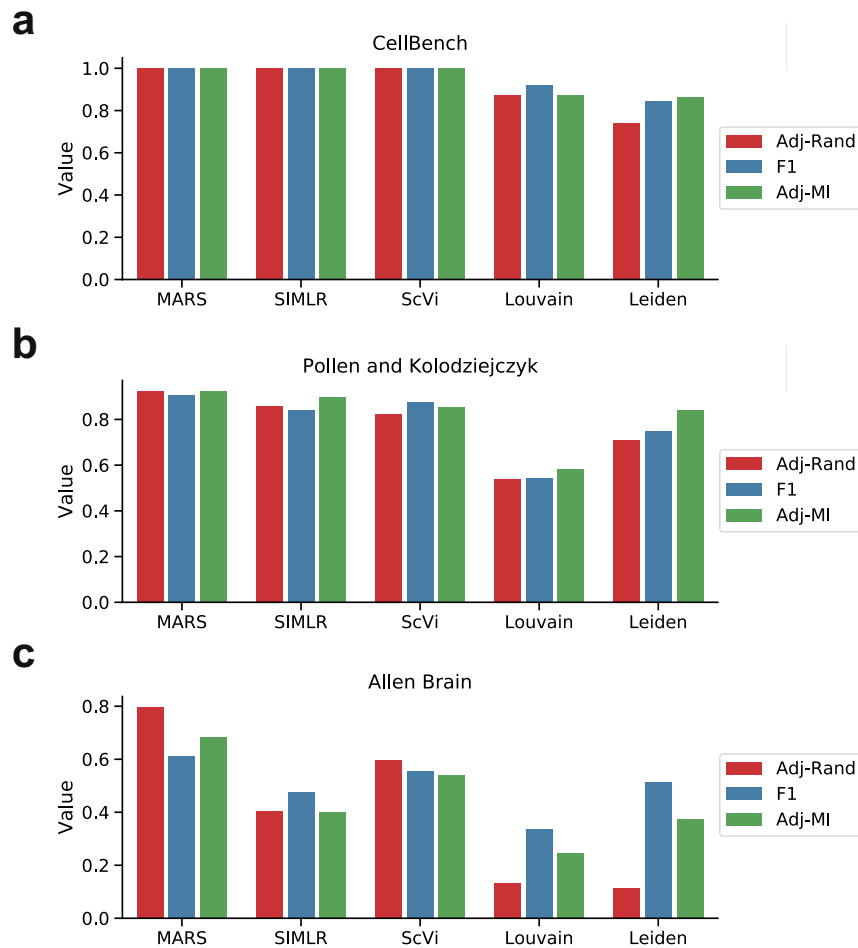 a
CellBench
Value
1.0
0.8
0.6
0.4
0.2
0.0
MARS SIMLR ScVi Louvain Leiden
Adj-Rand
F1
Adj-MI
b
Pollen and Kolodziejczyk
Value
0.8
0.6
0.4
0.2
0.0
MARS SIMLR ScVi Louvain Leiden
Adj-Rand
F1
Adj-MI
c
Allen Brain
Value
0.8
0.6
0.4
0.2
0.0
MARS SIMLR ScVi Louvain Leiden
Adj-Rand
F1
Adj-MI